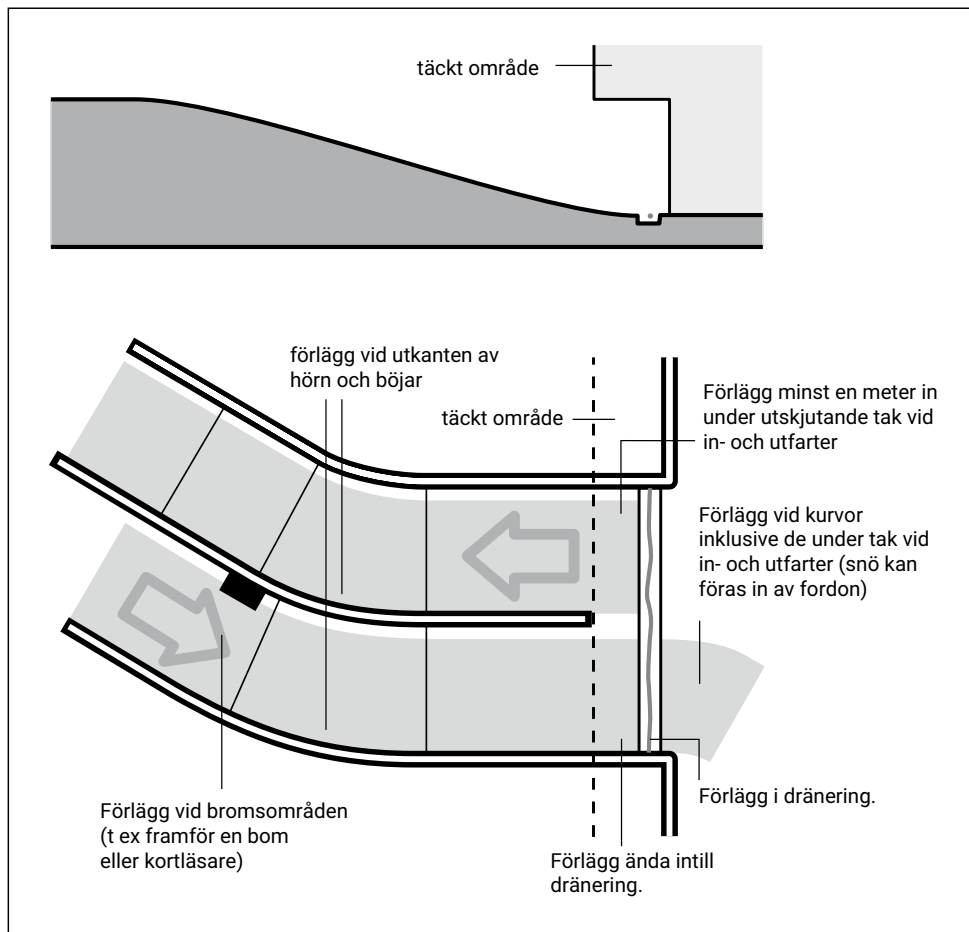 täckt område
förlägg vid utkanten av
hörn och böjar
täckt område
Förlägg minst en meter in
under utskjutande tak vid
in- och utfarter
Förlägg vid kurvor
inklusive de under tak vid
in- och utfarter (snö kan
föras in av fordon)
Förlägg i dränering.
Förlägg vid bromsområden
(t ex framför en bom
eller kortläsare)
Förlägg ända intill
dränering.